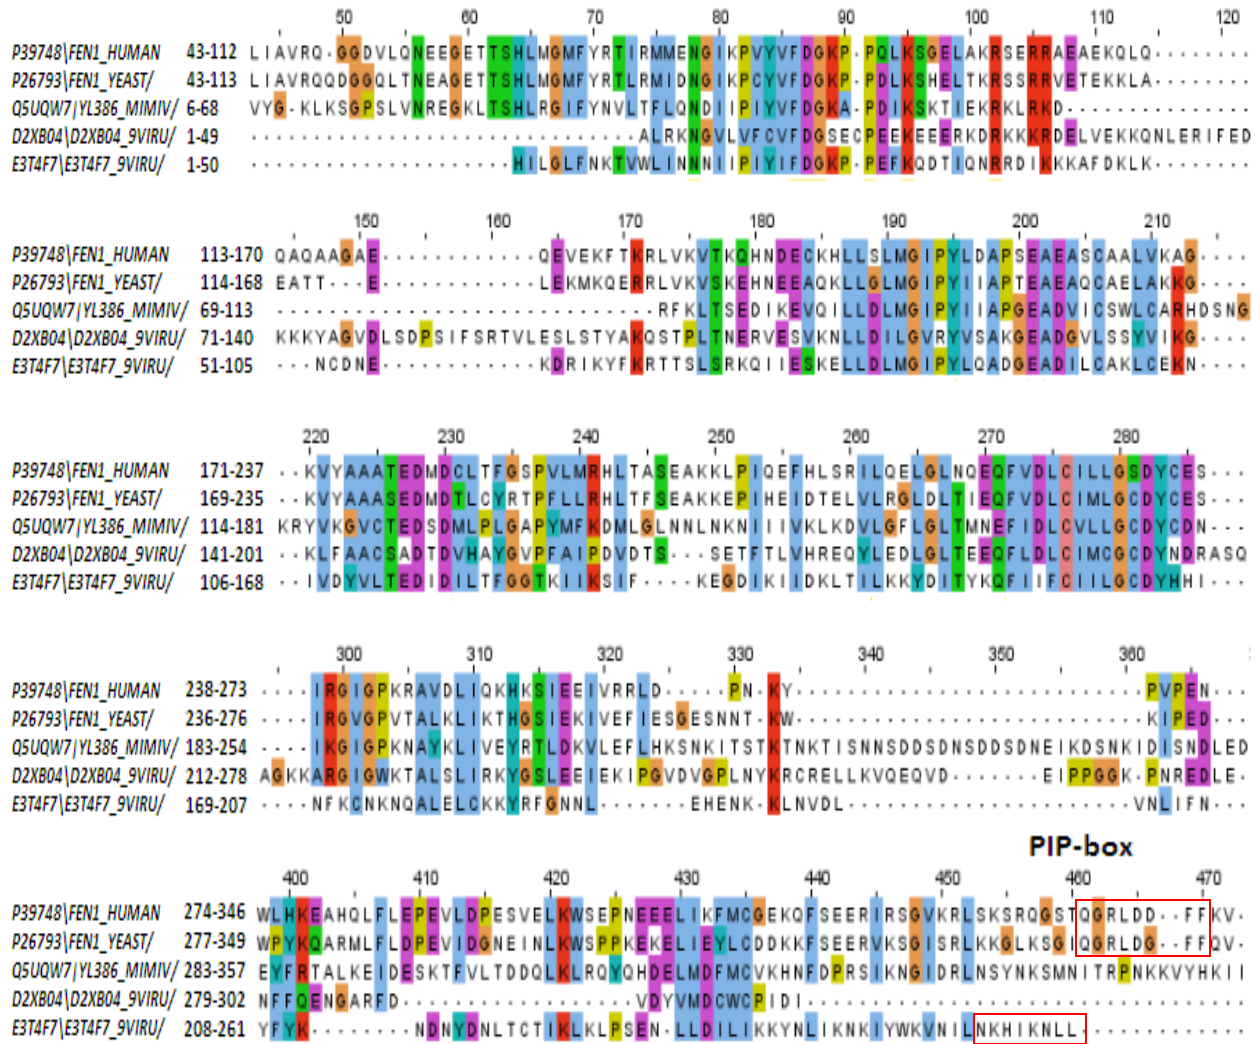 50 60 70 80 90 100 110 120
P39748\FEN1_HUMAN 43-112 LIAVRQ-GGDVLQNEEGETTSHLMGMFYRTIRMMENGIKPVYVFDGKP-PQLKSGELAKRSERRAEAEKQLQ-------
P26793\FEN1_YEAST/ 43-113 LIAVRQQDGGQLTNEAGETTSHLMGMFYRTLRMIDNGIKPCYVFDGKP-PDLKSHELTKRSSRRVETEKKLA-------
Q5UQW7|YL386_MIMIV/ 6-68 VYG-KLKSGPSLVNREGKLTSHLRGIFYNVLTFLQNDIIPIYVFDGKA-PDIKSKTIEKRKLRKD--------------
D2XB04\D2XB04_9VIRU/ 1-49 -------------------------------ALRKNGVLVFCVFDGSECPEEKEEERKDRKKKRDELVEKKQNLERIFED
E3T4F7\E3T4F7_9VIRU/ 1-50 ---------------------HILGLFNKTVWLINNNIIPIYIFDGKP-PEFKQDTIQNRRDIKKKAFDKLK-------
150 160 170 180 190 200 210
P39748\FEN1_HUMAN 113-170 QAQAAGAE------------QEVEKFTKRLVKVTKQHNDECKHLLSLMGIPYLDAPSEAEASCAALVKAG----
P26793\FEN1_YEAST/ 114-168 EATT---E------------LEKMKQERRLVKVSKEHNEEAQKLLGLMGIPYIIAPTEAEAQCAELAKKG----
Q5UQW7|YL386_MIMIV/ 69-113 -----------------------------RFKLTSEDIKEVQILLDLMGIPYIIAPGEADVICSWLCARHDSNG
D2XB04\D2XB04_9VIRU/ 71-140 KKKYAGVDLSDPSIFSRTVLESLSTYAKQSTPLTNERVESVKNLLDILGVRYVSAKGEADGVLSSYVIKG----
E3T4F7\E3T4F7_9VIRU/ 51-105 ---NCDNE------------KDRIKYFKRTTSLSRKQIIESKELLDLMGIPYLQADGEADILCAKLCEKN----
220 230 240 250 260 270 280
P39748\FEN1_HUMAN 171-237 --KVYAAATEDMDCLTFGSPVLMRHLTASEAKKLPIQEFHLSRILQELGLNQEQFVDLCILLGSDYCES---
P26793\FEN1_YEAST/ 169-235 --KVYAAASEDMDTLCYRTPFLLRHLTFSEAKKEPIHEIDTELVLRGLDLTIEQFVDLCIMLGCDYCES---
Q5UQW7|YL386_MIMIV/ 114-181 KRYVKGVCTEDSDMLPLGAPYMFKDMLGLNNLNKNIIIVKLKDVLGFLGLTMNEFIDLCVLLGCDYCDN---
D2XB04\D2XB04_9VIRU/ 141-201 --KLFAACSADTDVHAYGVPFAIPDVDTS---SETFTLVHREQYLEDLGLTEEQFLDLCIMCGCDYNDRASQ
E3T4F7\E3T4F7_9VIRU/ 106-168 --IVDYVLTEDIDILTFGGTKIIKSIF----KEGDIKIIDKLTILKKYDITYKQFIIFCIILGCDYHHI---
300 310 320 330 340 350 360
P39748\FEN1_HUMAN 238-273 ----IRGIGPKRAVDLIQKHKSIEEIVRRLD-----PN-KY---------------------------PVPEN---
P26793\FEN1_YEAST/ 236-276 ----IRGVGPVTALKLIKTHGSIEKIVEFIESGESNNT-KW---------------------------KIPED---
Q5UQW7|YL386_MIMIV/ 183-254 ----IKGIGPKNAYKLIVEYRTLDKVLEFLHKSNKITSTKTNKTISNNSDDSDNSDDSDNEIKDSNKIDISNDLED
D2XB04\D2XB04_9VIRU/ 212-278 AGKKARGIGWKTALSLIRKYGSLEEIEKIPGVDVGPLNYKRCRELLKVQEQVD-------EIPPGGK-PNREDLE-
E3T4F7\E3T4F7_9VIRU/ 169-207 ----NFKCNKNQALELCKKYRFGNNL-------EHENK-KLNVDL----------------------VNLIFN---
PIP-box
400 410 420 430 440 450 460 470
P39748\FEN1_HUMAN 274-346 WLHKEAHQLFLEPEVLDPESVELKWSEPNEEELIKFMCGEKQFSEERIRSGVKRLSKSRQGSTQGRLDD--FFKV-
P26793\FEN1_YEAST/ 277-349 WPYKQARMLFLDPEVIDGNEINLKWSPPKEKELIEYLCDDKKFSEERVKSGISRLKKGLKSGIQGRLDG--FFQV-
Q5UQW7|YL386_MIMIV/ 283-357 EYFRTALKEIDESKTFVLTDDQLKLRQYQHDELMDFMCVKHNFDPRSIKNGIDRLNSYNKSMNITRPNKKVYHKII
D2XB04\D2XB04_9VIRU/ 279-302 NFFQENGARFD------------------VDYVMDCWCPIDI----------------------------------
E3T4F7\E3T4F7_9VIRU/ 208-261 YFYK--------NDNYDNLTCTIKLKLPSEN-LLDILIKKYNLIKNKIYWKVNILNKHIKNLL-------------